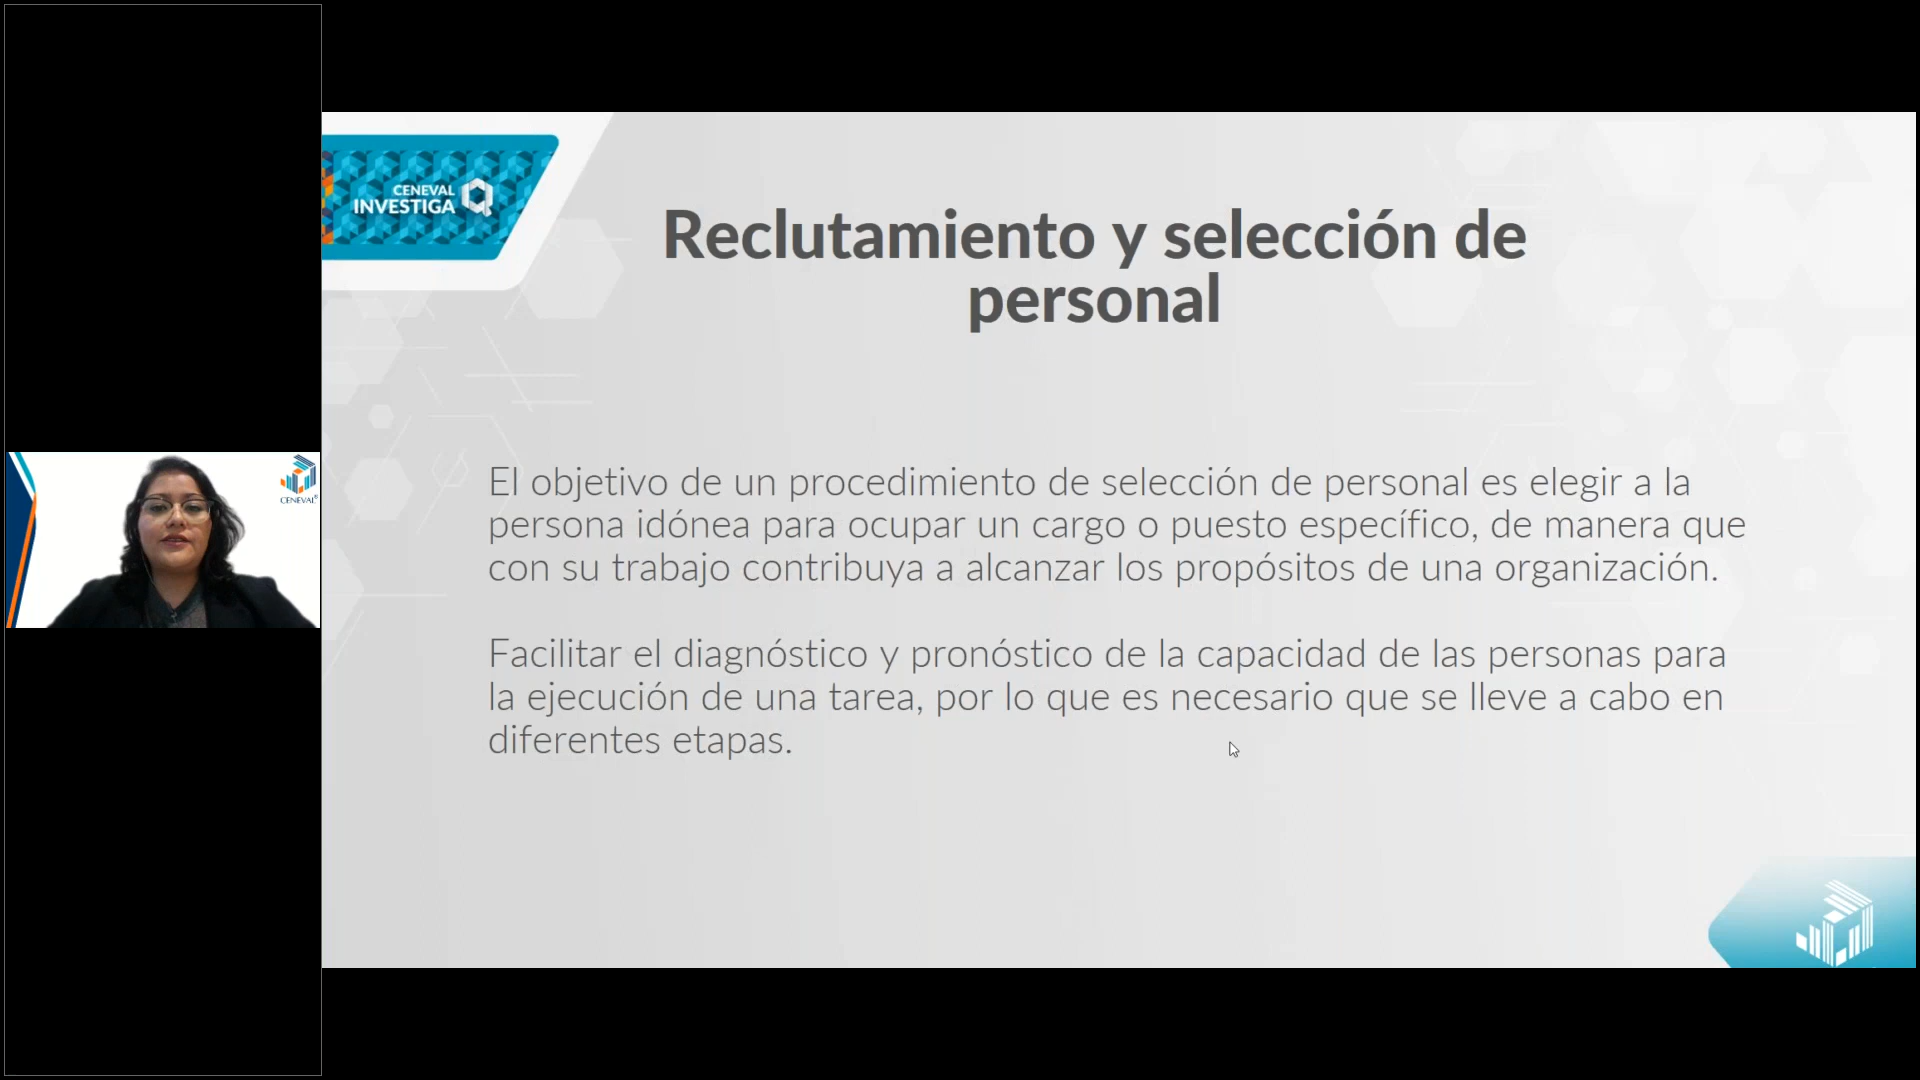 CENEVAL
INVESTIGA
Reclutamiento y selección de
personal
El objetivo de un procedimiento de selección de personal es elegir a la
persona idónea para ocupar un cargo o puesto específico, de manera que
con su trabajo contribuya a alcanzar los propósitos de una organización.
Facilitar el diagnóstico y pronóstico de la capacidad de las personas para
la ejecución de una tarea, por lo que es necesario que se lleve a cabo en
diferentes etapas.
CENEVAL®